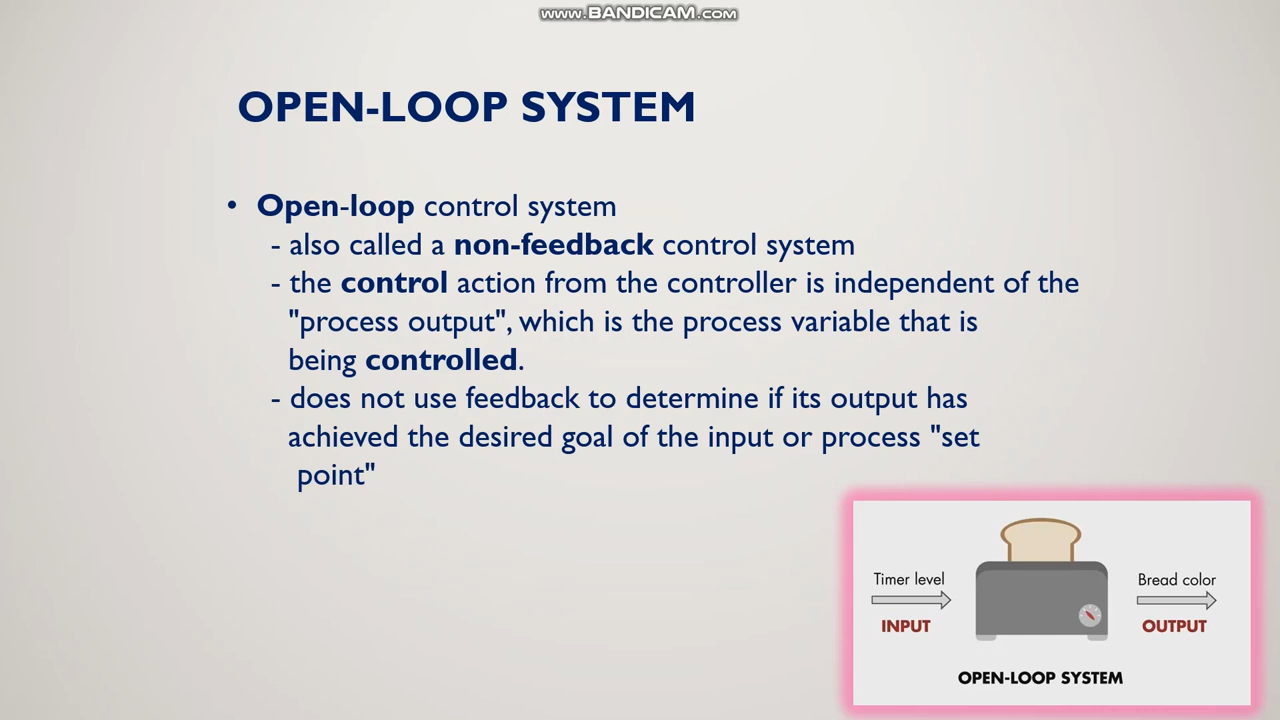 www.BANDICAM.com
OPEN-LOOP SYSTEM
• Open-loop control system
- also called a non-feedback control system
- the control action from the controller is independent of the
"process output", which is the process variable that is
being controlled.
- does not use feedback to determine if its output has
achieved the desired goal of the input or process "set
point"
Timer level
INPUT
Bread color
OUTPUT
OPEN-LOOP SYSTEM